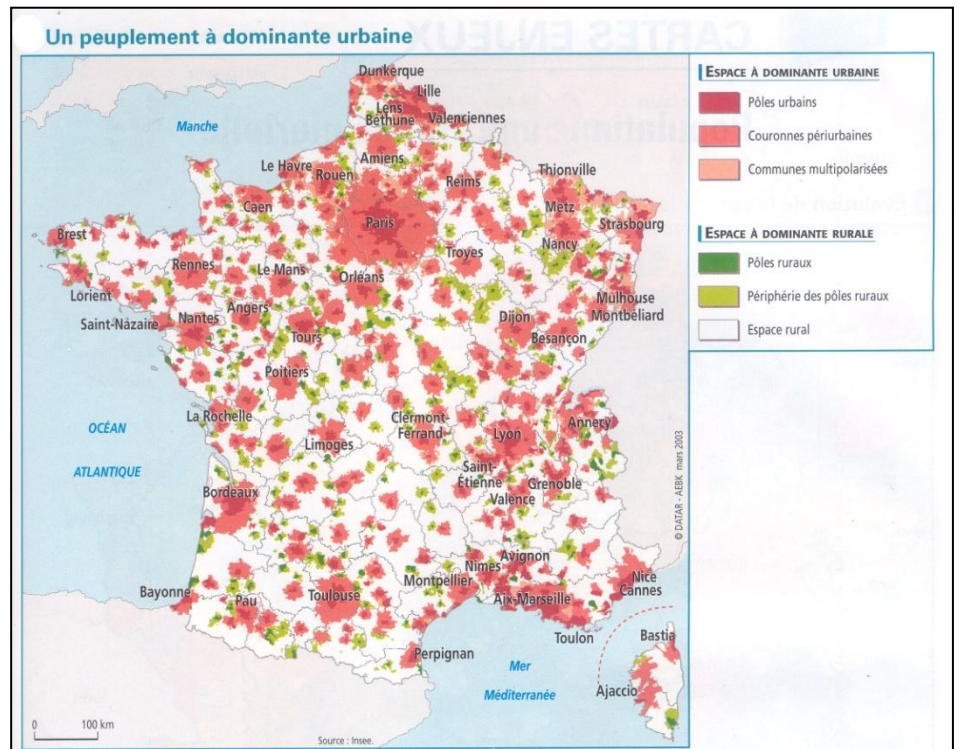 Un peuplement à dominante urbaine
CARTES ENJEUX
ESPACE À DOMINANTE URBAINE
Pôles urbains
Couronnes périurbaines
Communes multipolarisées
ESPACE À DOMINANTE RURALE
Pôles ruraux
Périphérie des pôles ruraux
Espace rural
Dunkerque
Lille
Lens
Béthune
Valenciennes
Manche
Amiens
Le Havre
Rouen
Reims
Thionville
Caen
Metz
Paris
Strasbourg
Brest
Nancy
Rennes
Troyes
Le Mans
Orléans
Lorient
Mulhouse
Angers
Montbéliard
Saint-Nazaire
Nantes
Dijon
Tours
Besançon
Poitiers
La Rochelle
Clermont-
Ferrand
Annecy
OCÉAN
Lyon
Limoges
ATLANTIQUE
Saint-
Étienne
Grenoble
Bordeaux
Valence
© DATAR - AEBK mars 2003
Avignon
Nîmes
Montpellier
Nice
Cannes
Bayonne
Toulouse
Aix-Marseille
Pau
Toulon
Bastia
Perpignan
Mer
Méditerranée
Ajaccio
0 100 km
Source : Insee.